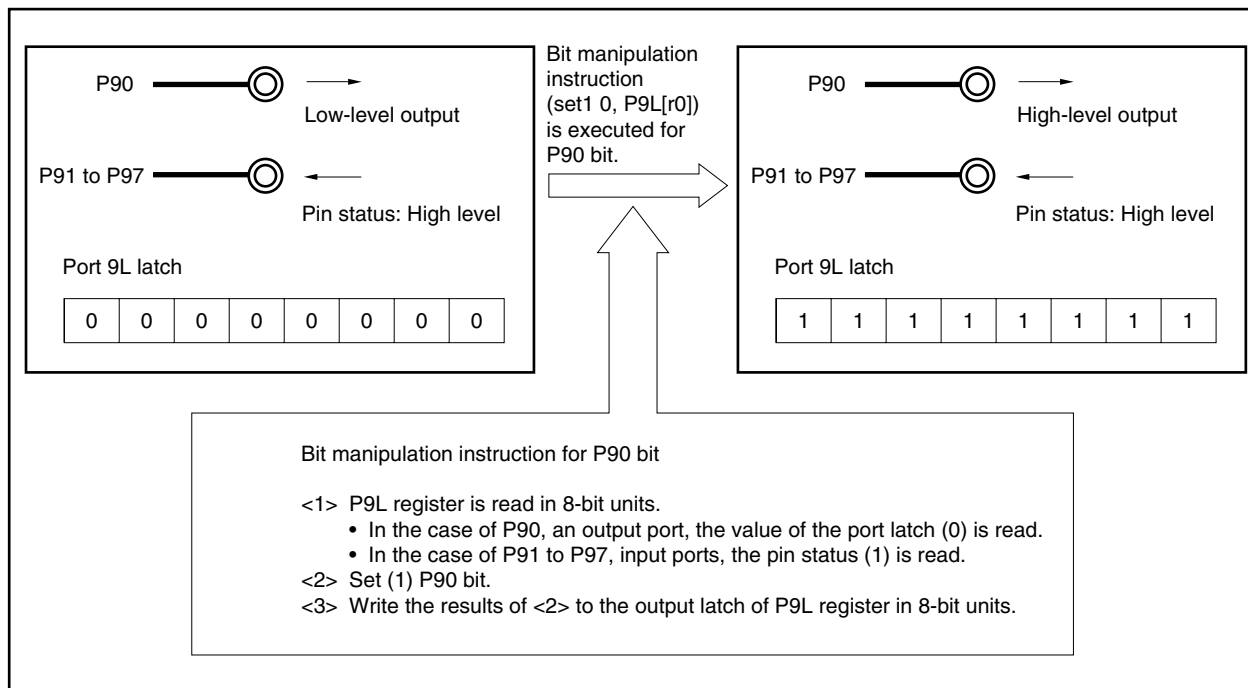 P90
Low-level output
P91 to P97
Pin status: High level
Port 9L latch
0 0 0 0 0 0 0 0
Bit manipulation
instruction
(set1 0, P9L[r0])
is executed for
P90 bit.
P90
High-level output
P91 to P97
Pin status: High level
Port 9L latch
1 1 1 1 1 1 1 1
Bit manipulation instruction for P90 bit
<1> P9L register is read in 8-bit units.
• In the case of P90, an output port, the value of the port latch (0) is read.
• In the case of P91 to P97, input ports, the pin status (1) is read.
<2> Set (1) P90 bit.
<3> Write the results of <2> to the output latch of P9L register in 8-bit units.